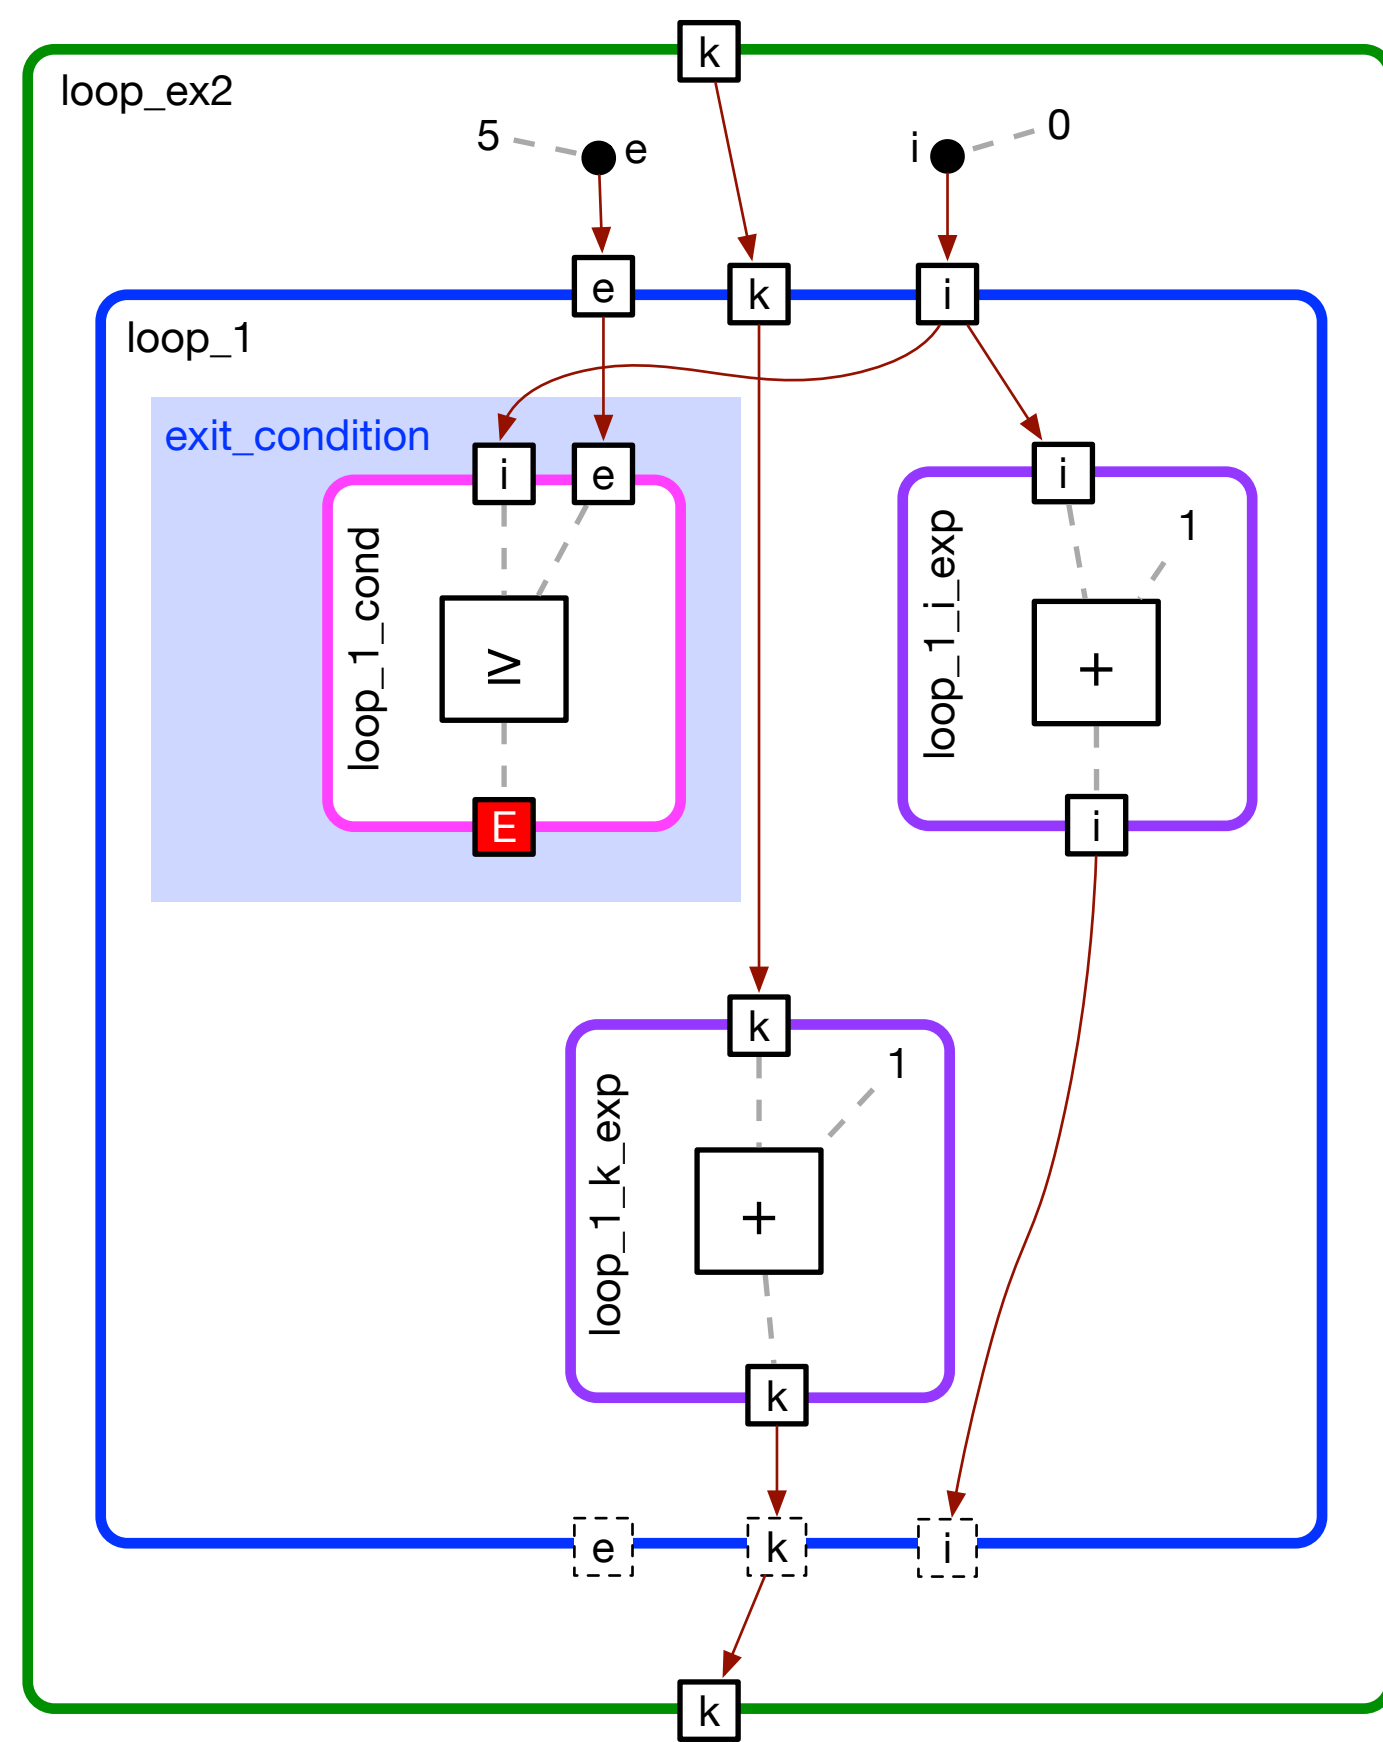 k
loop_ex2
5
e
i
0
e
k
i
loop_1
exit_condition
i
e
i
loop_1_cond
≥
E
loop_1_i_exp
1
+
i
k
loop_1_k_exp
1
+
k
e
k
i
k